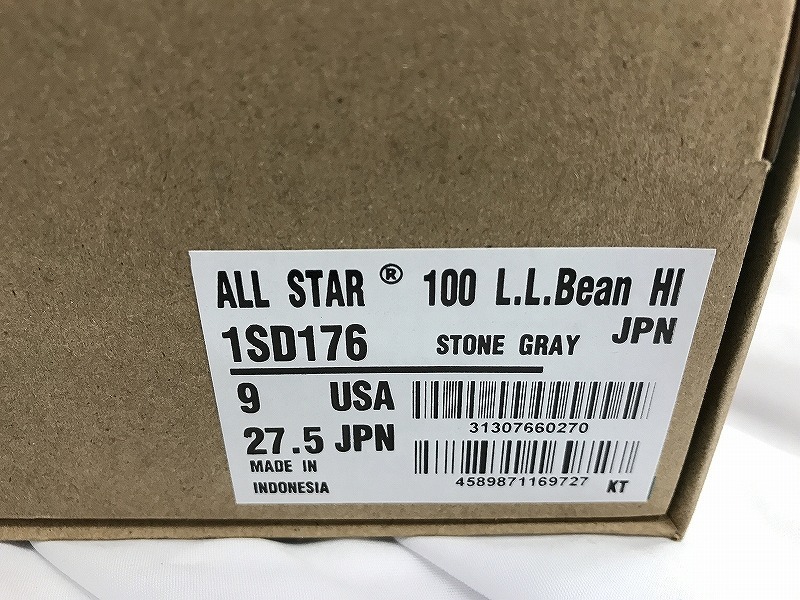 ALL STAR ® 100 L.L.Bean HI
1SD176 STONE GRAY JPN
9 USA
31307660270
27.5 JPN
MADE IN
INDONESIA
4589871169727 KT